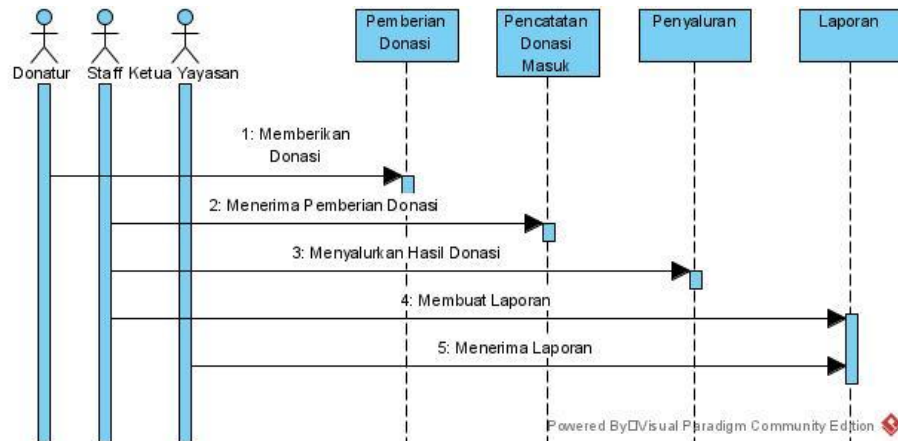 Donatur
Staff
Ketua Yayasan
Pemberian
Donasi
Pencatatan
Donasi
Masuk
Penyaluran
Laporan
1: Memberikan
Donasi
2: Menerima Pemberian Donasi
3: Menyalurkan Hasil Donasi
4: Membuat Laporan
5: Menerima Laporan
Powered By□Visual Paradigm Community Edition